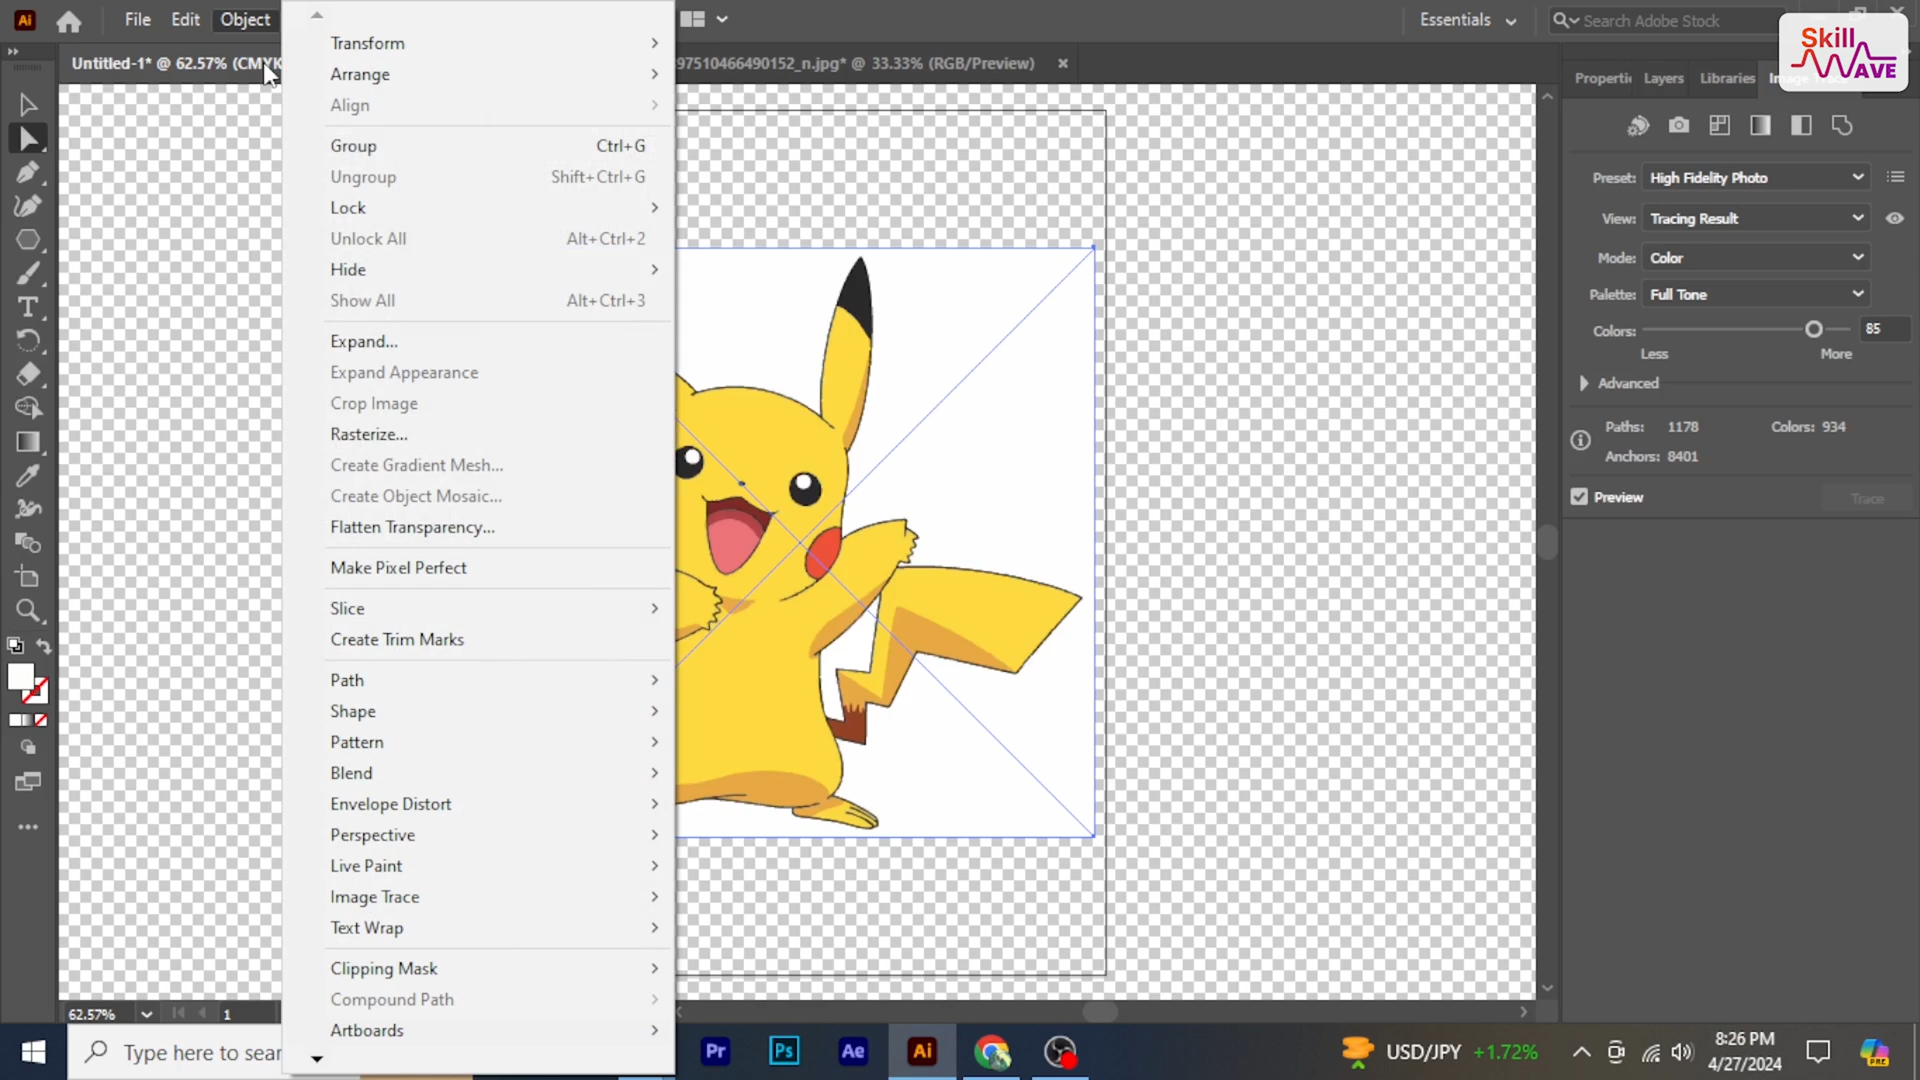 Ai File Edit Object Essentials Search Adobe Stock
Skill WAVE
Untitled-1* @ 62.57% (CMYK 97510466490152_n.jpg* @ 33.33% (RGB/Preview)
Properti Layers Libraries
Transform
Arrange
Align
Group Ctrl+G
Ungroup Shift+Ctrl+G
Lock
Unlock All Alt+Ctrl+2
Hide
Show All Alt+Ctrl+3
Expand...
Expand Appearance
Crop Image
Rasterize...
Create Gradient Mesh...
Create Object Mosaic...
Flatten Transparency...
Make Pixel Perfect
Slice
Create Trim Marks
Path
Shape
Pattern
Blend
Envelope Distort
Perspective
Live Paint
Image Trace
Text Wrap
Clipping Mask
Compound Path
Artboards
Preset: High Fidelity Photo
View: Tracing Result
Mode: Color
Palette: Full Tone
Colors: 85
Less More
Advanced
Paths: 1178 Colors: 934
Anchors: 8401
Preview Trace
62.57% 1
Type here to sear
Pr Ps Ae Ai
USD/JPY +1.72%
8:26 PM
4/27/2024
PRE